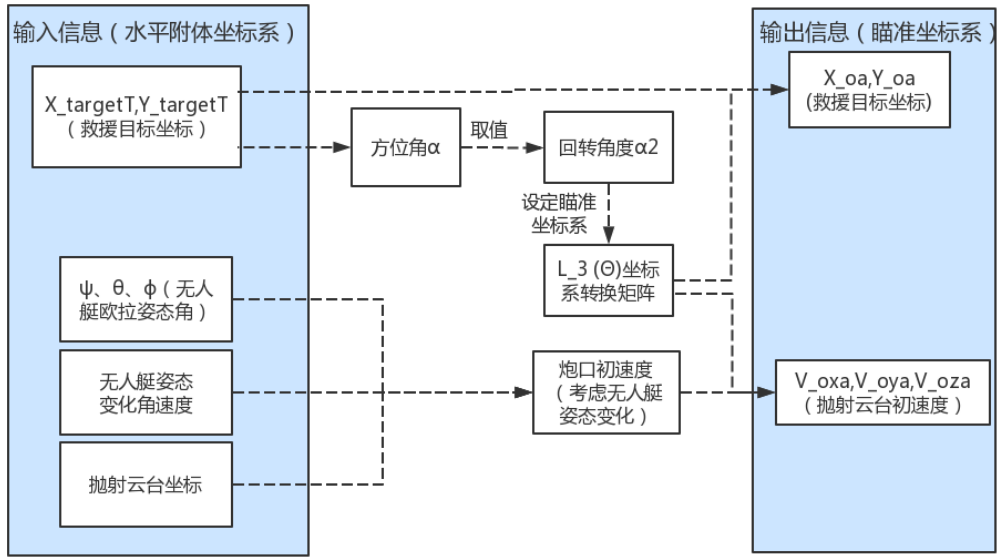 输入信息（水平附体坐标系）
X_targetT,Y_targetT
（救援目标坐标）
方位角α
取值
回转角度α2
设定瞄准
坐标系
L_3 (Θ)坐标
系转换矩阵
ψ、θ、ϕ（无人
艇欧拉姿态角）
无人艇姿态
变化角速度
抛射云台坐标
炮口初速度
（考虑无人艇
姿态变化）
输出信息（瞄准坐标系）
X_oa,Y_oa
(救援目标坐标)
V_oxa,V_oya,V_oza
（抛射云台初速度）